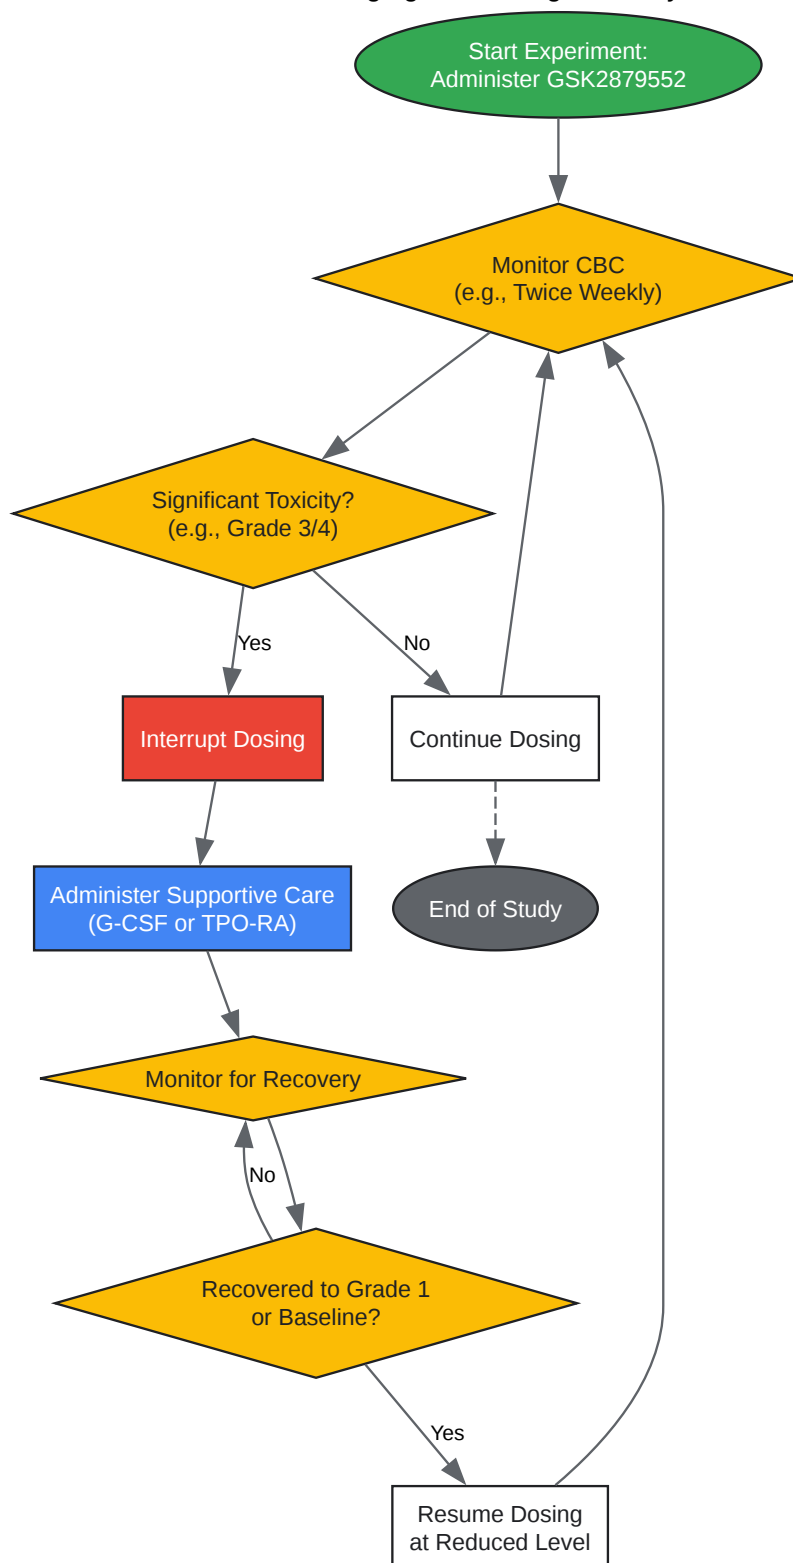 Start Experiment:
Administer GSK2879552
Monitor CBC
(e.g., Twice Weekly)
Significant Toxicity?
(e.g., Grade 3/4)
Yes
No
Interrupt Dosing
Continue Dosing
Administer Supportive Care
(G-CSF or TPO-RA)
End of Study
Monitor for Recovery
No
Recovered to Grade 1
or Baseline?
Yes
Resume Dosing
at Reduced Level